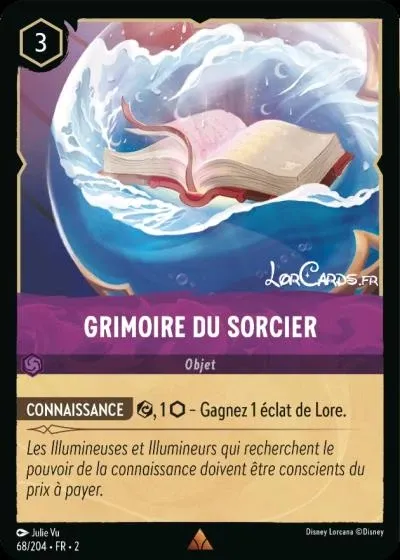 3
LORCARDS.FR
GRIMOIRE DU SORCIER
Objet
CONNAISSANCE , 1 – Gagnez 1 éclat de Lore.
Les Illumineuses et Illumineurs qui recherchent le
pouvoir de la connaissance doivent être conscients du
prix à payer.
Julie Vu
68/204 • FR • 2
Disney Lorcana ©Disney